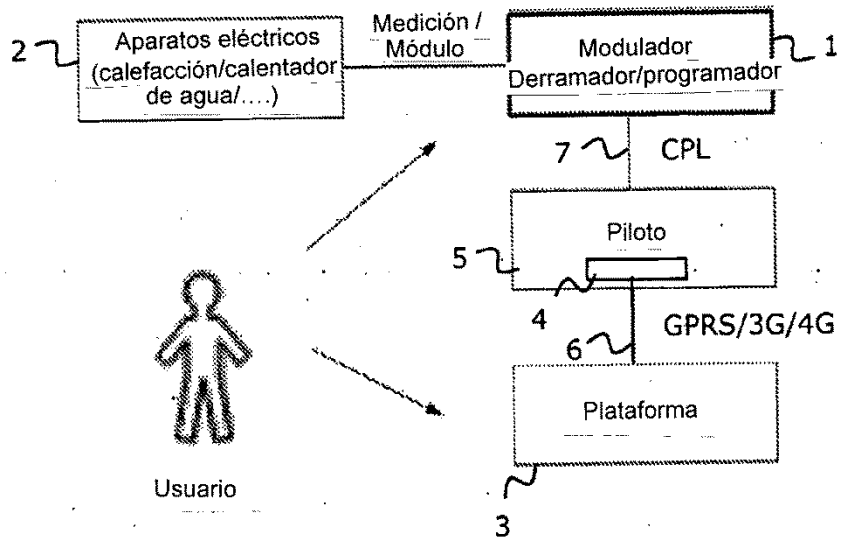 2
Aparatos eléctricos
(calefacción/calentador
de agua/....)
Medición /
Módulo
Modulador
Derramador/programador
1
7
CPL
Piloto
5
4
GPRS/3G/4G
6
Plataforma
3
Usuario